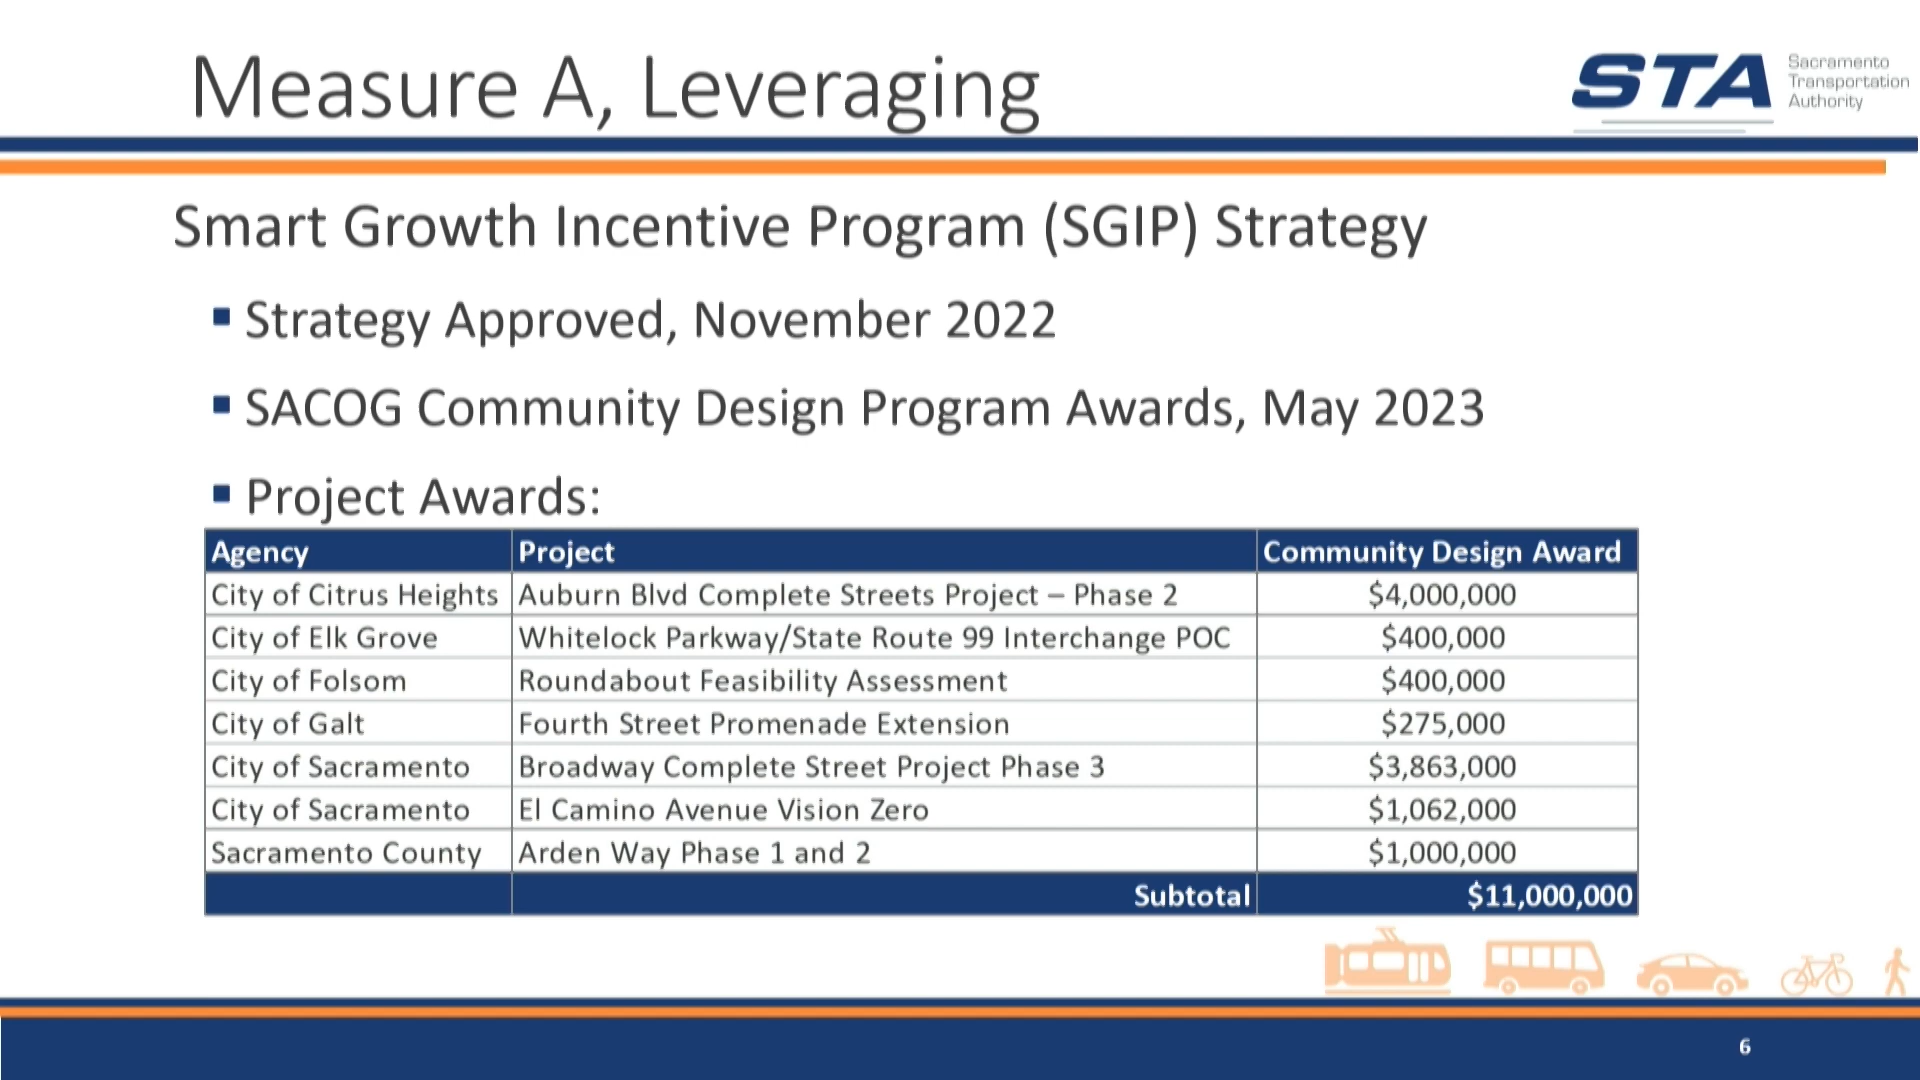 Measure A, Leveraging
STA
Sacramento
Transportation
Authority
Smart Growth Incentive Program (SGIP) Strategy
▪ Strategy Approved, November 2022
▪ SACOG Community Design Program Awards, May 2023
▪ Project Awards:
Agency Project Community Design Award
City of Citrus Heights Auburn Blvd Complete Streets Project – Phase 2 $4,000,000
City of Elk Grove Whitelock Parkway/State Route 99 Interchange POC $400,000
City of Folsom Roundabout Feasibility Assessment $400,000
City of Galt Fourth Street Promenade Extension $275,000
City of Sacramento Broadway Complete Street Project Phase 3 $3,863,000
City of Sacramento El Camino Avenue Vision Zero $1,062,000
Sacramento County Arden Way Phase 1 and 2 $1,000,000
Subtotal $11,000,000
6